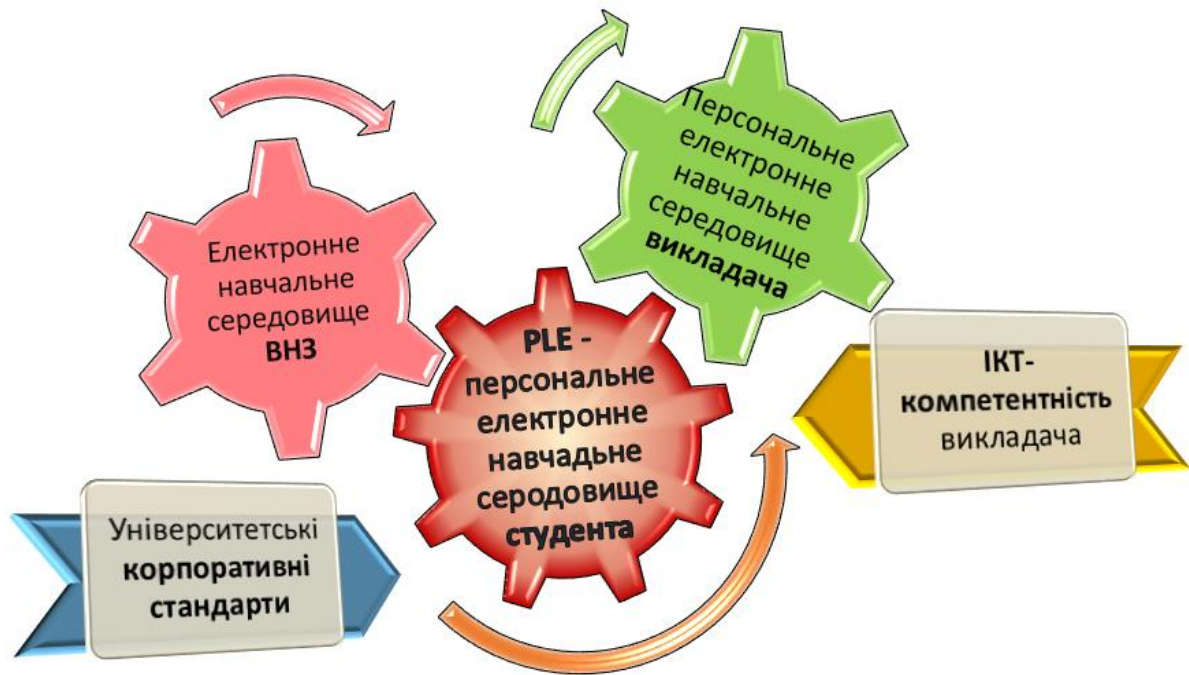 Персональне
електронне
навчальне
середовище
викладача
Електронне
навчальне
середовище
ВНЗ
PLE -
персональне
електронне
навчадьне
серодовище
студента
ІКТ-
компетентність
викладача
Університетські
корпоративні
стандарти